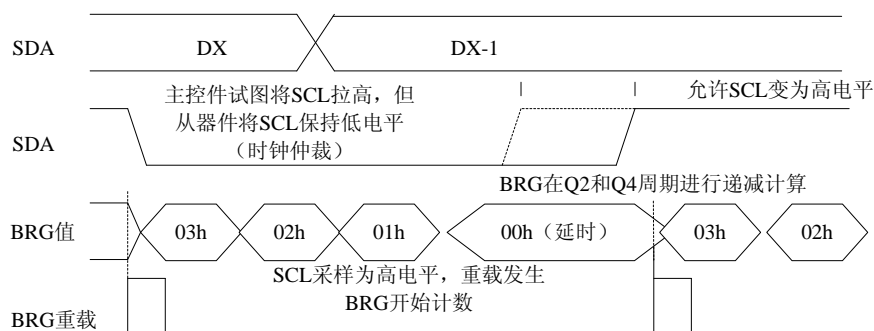 SDA
DX
DX-1
主控件试图将SCL拉高，但
从器件将SCL保持低电平
（时钟仲裁）
允许SCL变为高电平
SDA
BRG在Q2和Q4周期进行递减计算
BRG值
03h
02h
01h
00h（延时）
03h
02h
SCL采样为高电平，重载发生
BRG开始计数
BRG重载